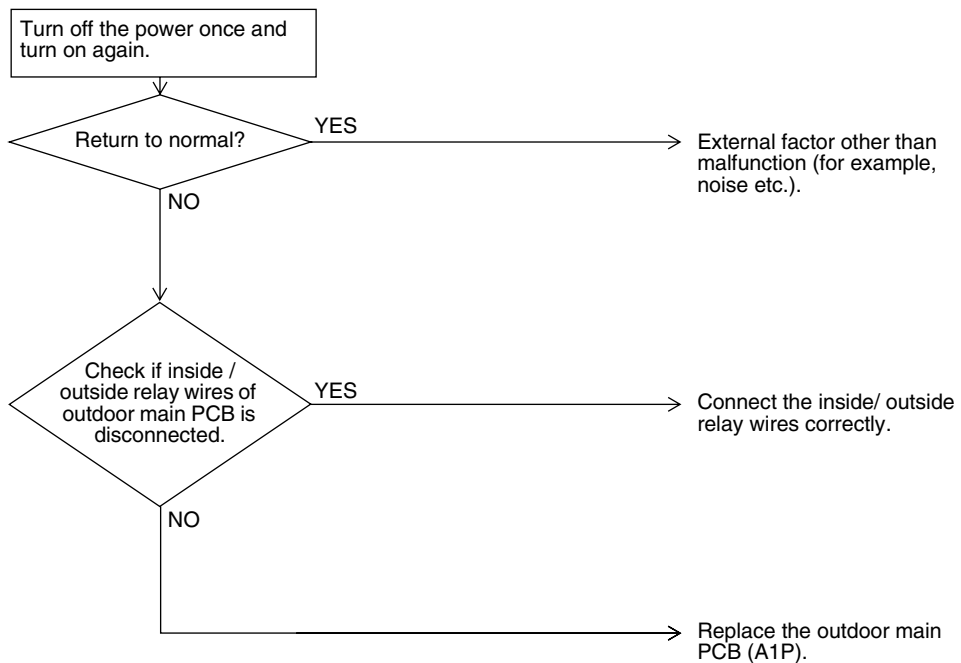 Turn off the power once and
turn on again.
Return to normal?
YES
External factor other than
malfunction (for example,
noise etc.).
NO
Check if inside /
outside relay wires of
outdoor main PCB is
disconnected.
YES
Connect the inside/ outside
relay wires correctly.
NO
Replace the outdoor main
PCB (A1P).